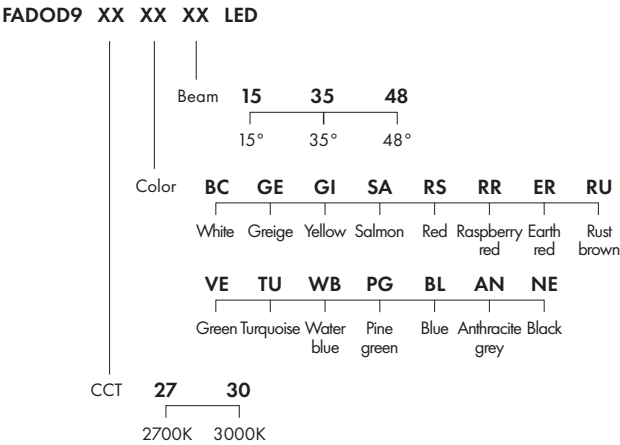 FADOD9 XX XX XX LED
Beam 15 35 48
15° 35° 48°
Color BC GE GI SA RS RR ER RU
White Greige Yellow Salmon Red Raspberry Earth Rust
red red brown
VE TU WB PG BL AN NE
Green Turquoise Water Pine Blue Anthracite Black
blue green grey
CCT 27 30
2700K 3000K